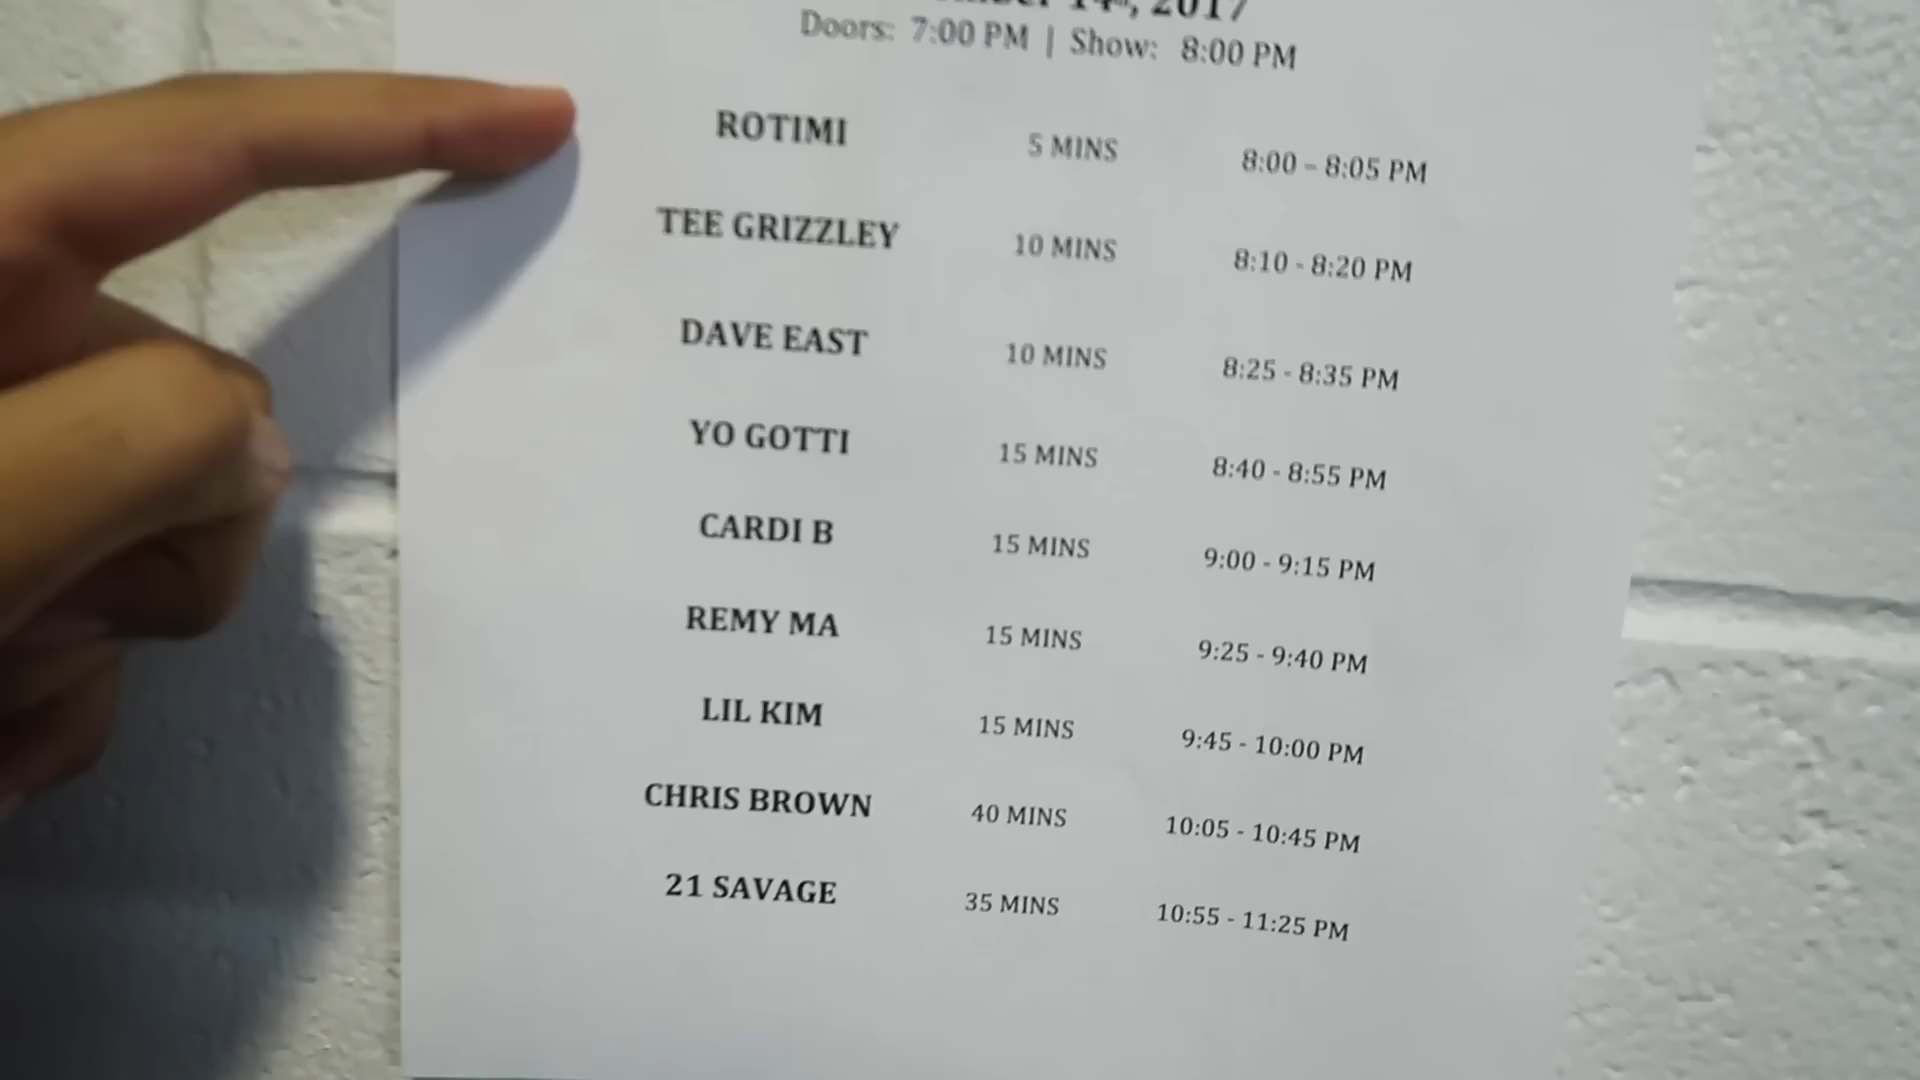 14th, 2017
Doors: 7:00 PM | Show: 8:00 PM
ROTIMI 5 MINS 8:00 – 8:05 PM
TEE GRIZZLEY 10 MINS 8:10 - 8:20 PM
DAVE EAST 10 MINS 8:25 - 8:35 PM
YO GOTTI 15 MINS 8:40 - 8:55 PM
CARDI B 15 MINS 9:00 - 9:15 PM
REMY MA 15 MINS 9:25 - 9:40 PM
LIL KIM 15 MINS 9:45 - 10:00 PM
CHRIS BROWN 40 MINS 10:05 - 10:45 PM
21 SAVAGE 35 MINS 10:55 - 11:25 PM